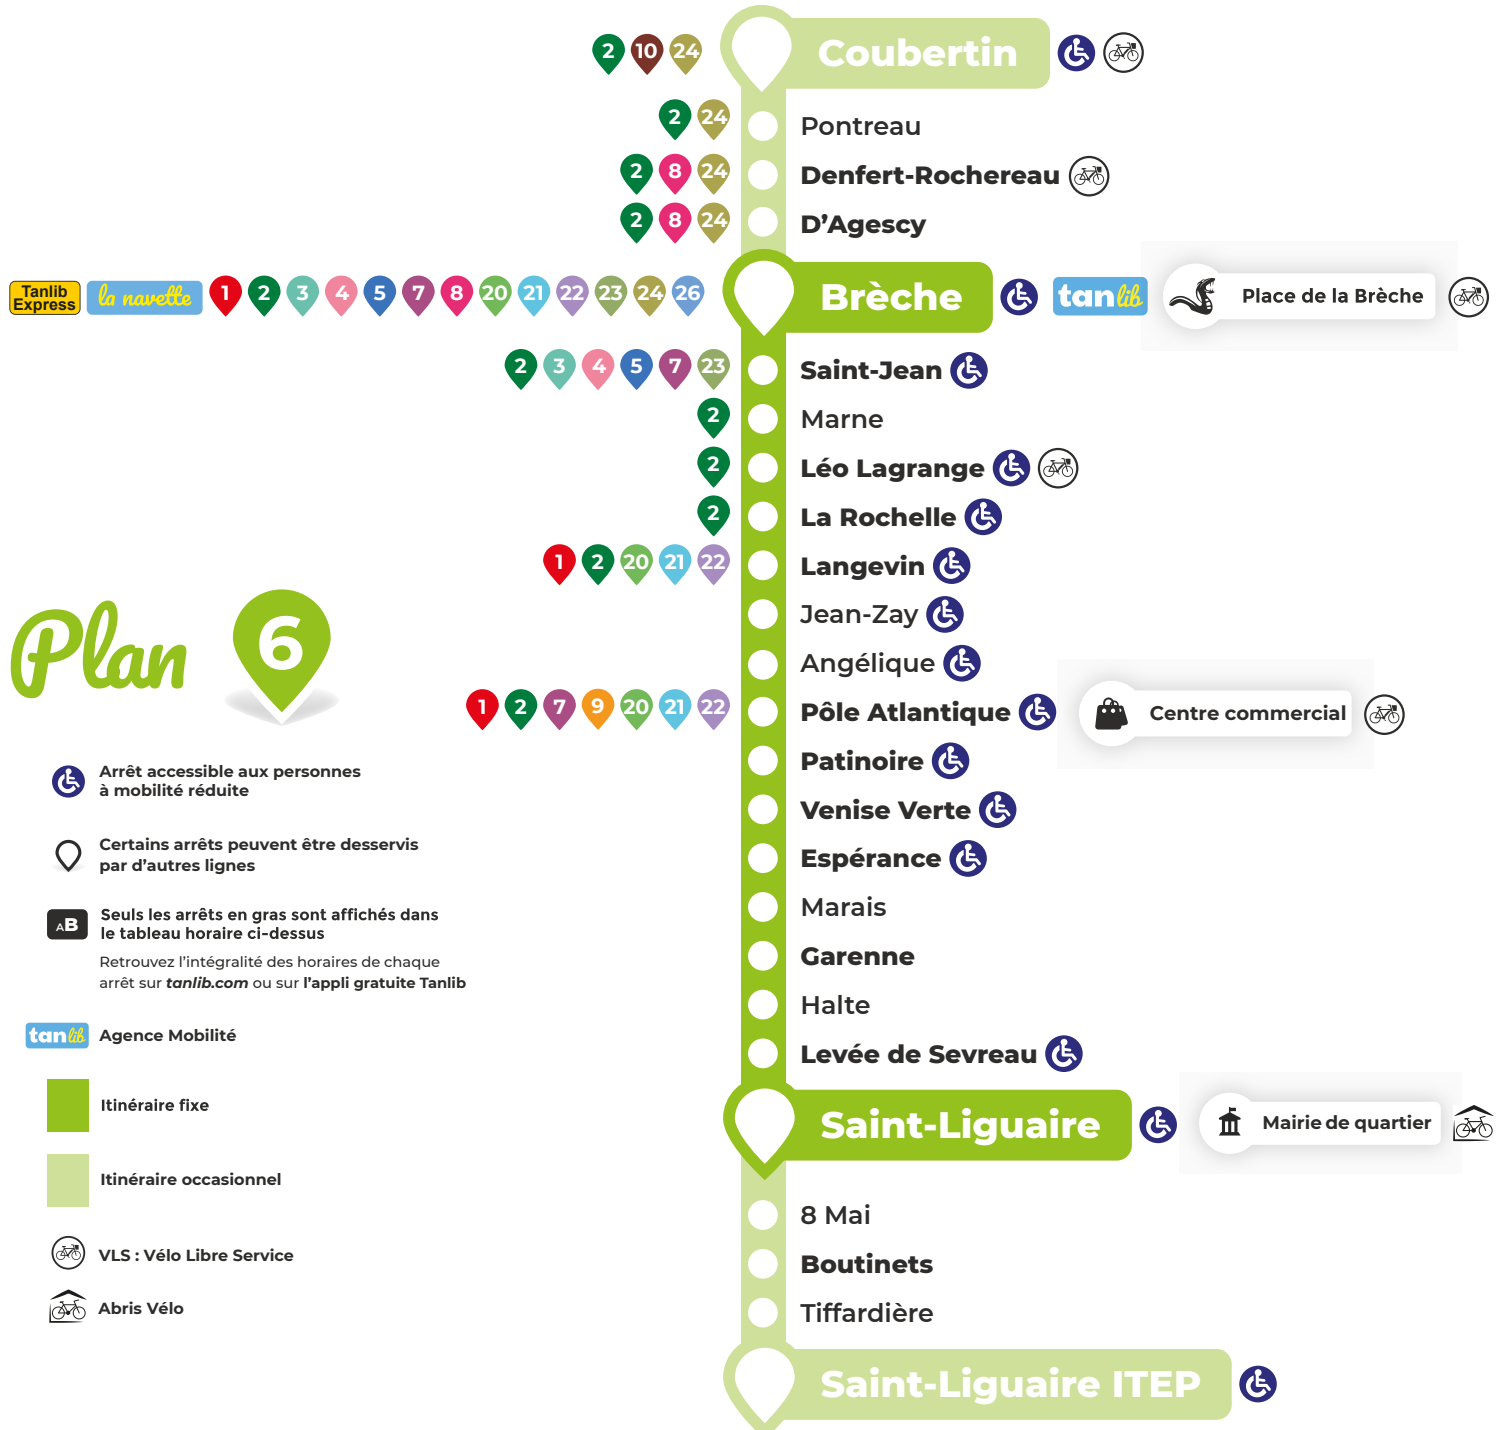 2 10 24 Coubertin
2 24 Pontreau
2 8 24 Denfert-Rochereau
2 8 24 D’Agescy
Tanlib Express la navette 1 2 3 4 5 7 8 20 21 22 23 24 26 Brèche tanlib Place de la Brèche
2 3 4 5 7 23 Saint-Jean
2 Marne
2 Léo Lagrange
2 La Rochelle
1 2 20 21 22 Langevin
Jean-Zay
Angélique
1 2 7 9 20 21 22 Pôle Atlantique Centre commercial
Patinoire
Venise Verte
Espérance
Marais
Garenne
Halte
Levée de Sevreau
Saint-Liguaire Mairie de quartier
8 Mai
Boutinets
Tiffardière
Saint-Liguaire ITEP
Plan 6
Arrêt accessible aux personnes
à mobilité réduite
Certains arrêts peuvent être desservis
par d’autres lignes
AB Seuls les arrêts en gras sont affichés dans
le tableau horaire ci-dessus
Retrouvez l’intégralité des horaires de chaque
arrêt sur tanlib.com ou sur l’appli gratuite Tanlib
tanlib Agence Mobilité
Itinéraire fixe
Itinéraire occasionnel
VLS : Vélo Libre Service
Abris Vélo